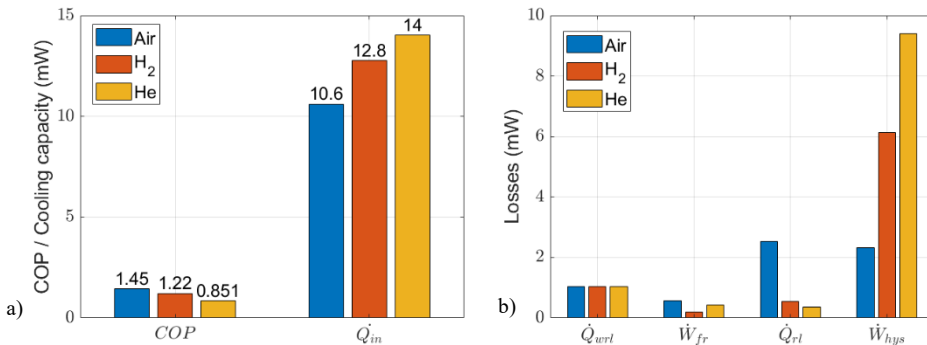 a)
COP / Cooling capacity (mW)
15
10
5
0
Air
H₂
He
1.45
1.22
0.851
10.6
12.8
14
COP
Q̇in
b)
Losses (mW)
10
8
6
4
2
0
Air
H₂
He
Q̇wrl
Ẇfr
Q̇rl
Ẇhys